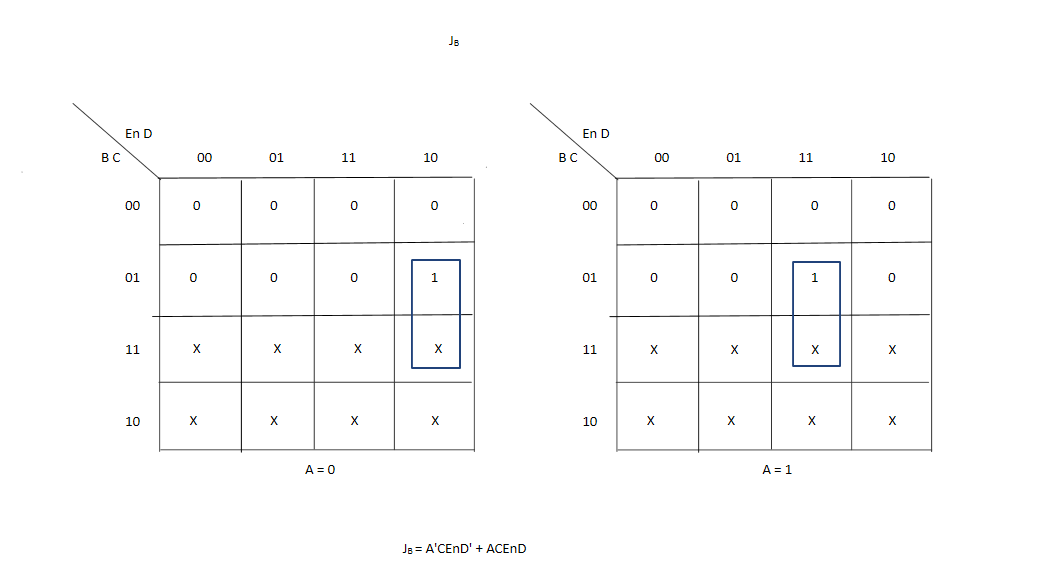 J_B
En D En D
B C 00 01 11 10 B C 00 01 11 10
00 0 0 0 0 00 0 0 0 0
01 0 0 0 1 01 0 0 1 0
11 X X X X 11 X X X X
10 X X X X 10 X X X X
A = 0 A = 1
J_B = A'CEnD' + ACEnD